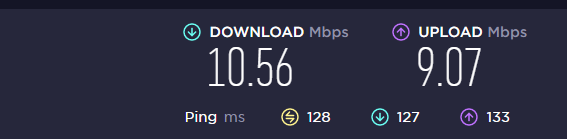 DOWNLOAD Mbps UPLOAD Mbps
10.56 9.07
Ping ms 128 127 133